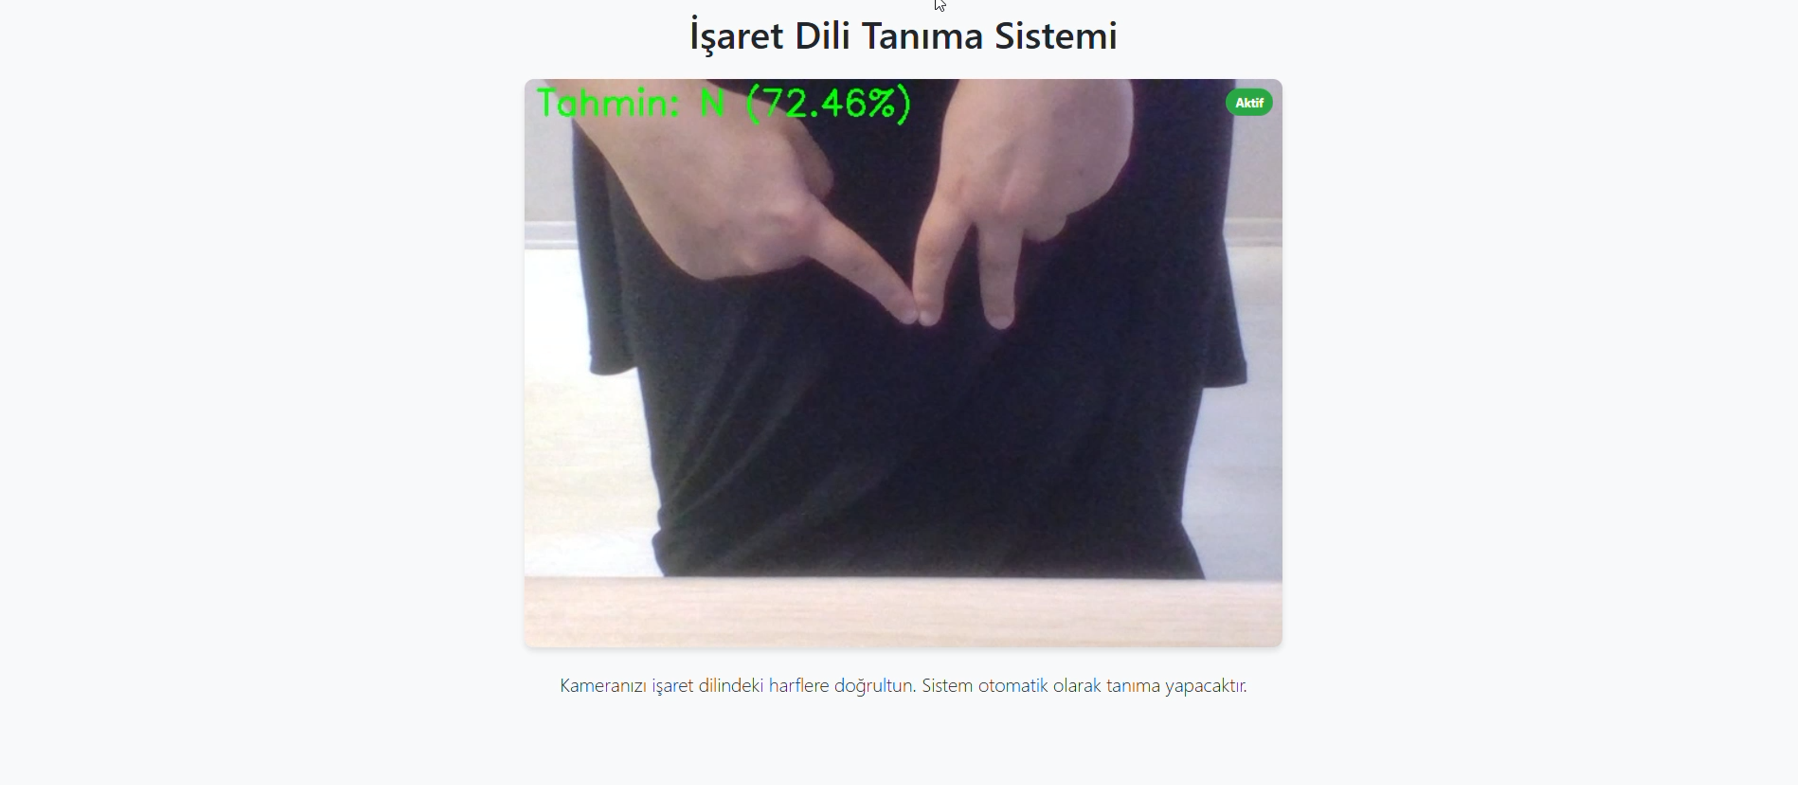 İşaret Dili Tanıma Sistemi
Tahmin: N (72.46%)
Aktif
Kameranızı işaret dilindeki harflere doğrultun. Sistem otomatik olarak tanıma yapacaktır.